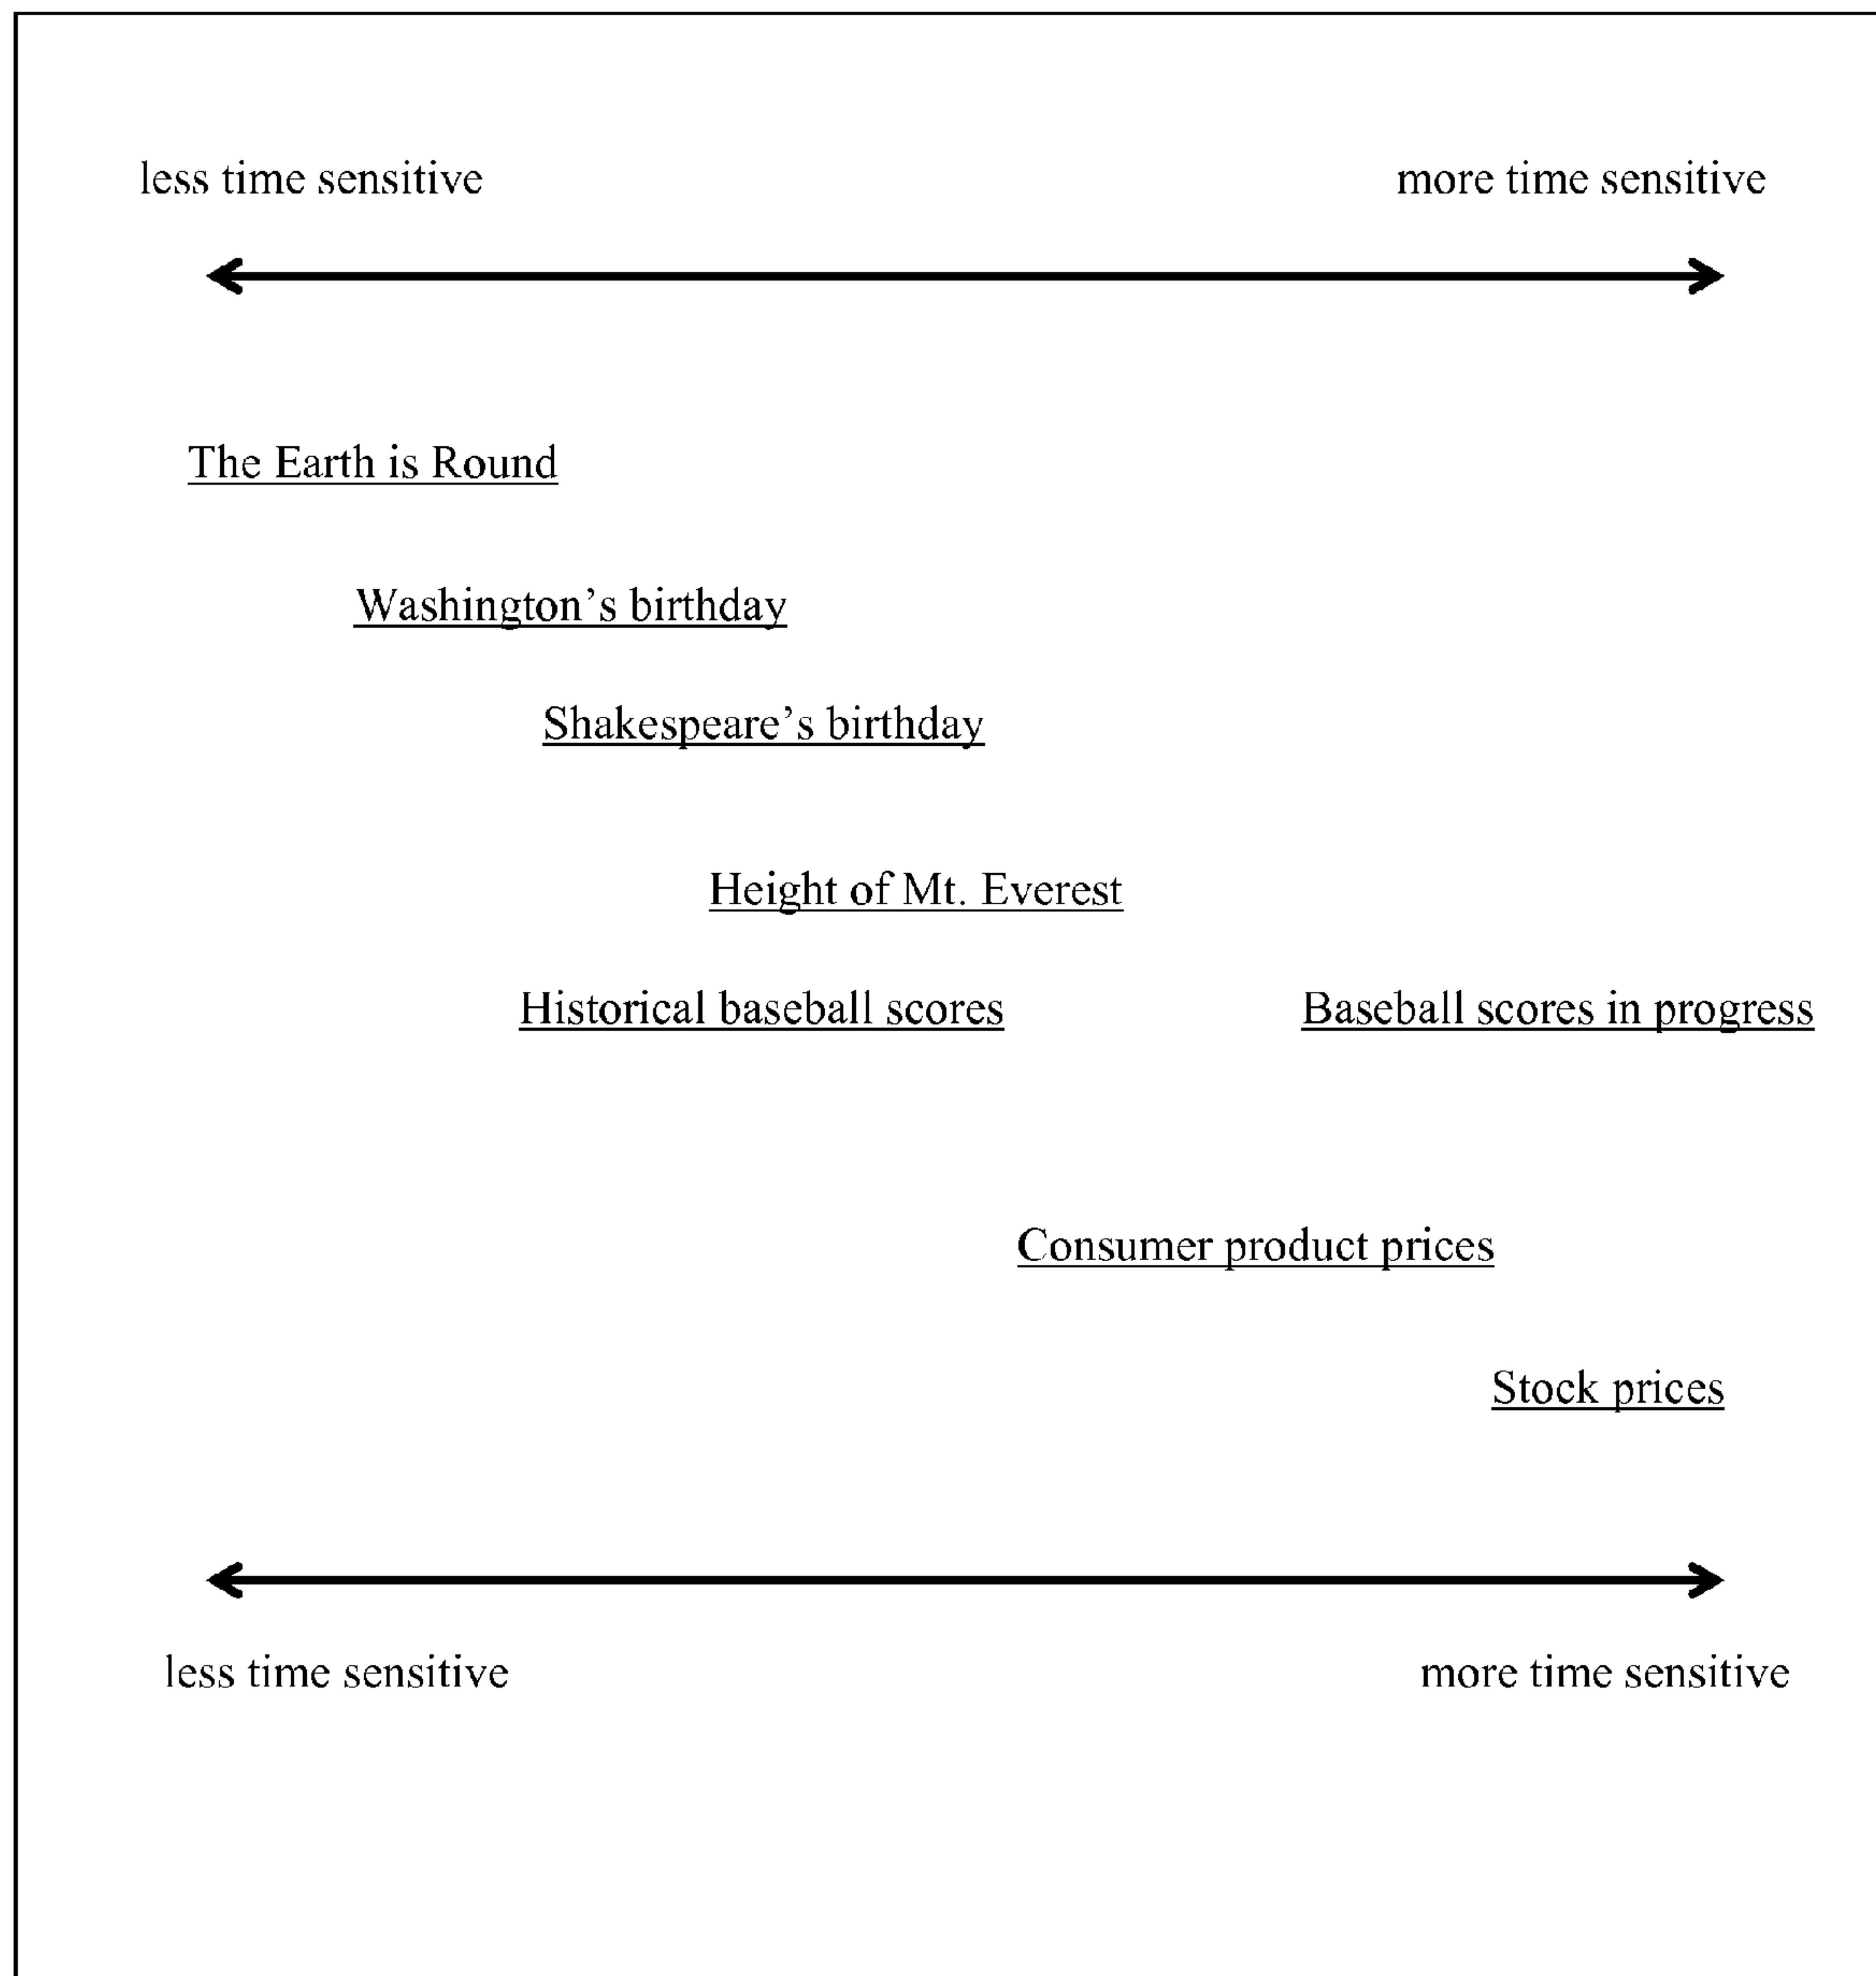 less time sensitive more time sensitive
The Earth is Round
Washington’s birthday
Shakespeare’s birthday
Height of Mt. Everest
Historical baseball scores Baseball scores in progress
Consumer product prices
Stock prices
less time sensitive more time sensitive